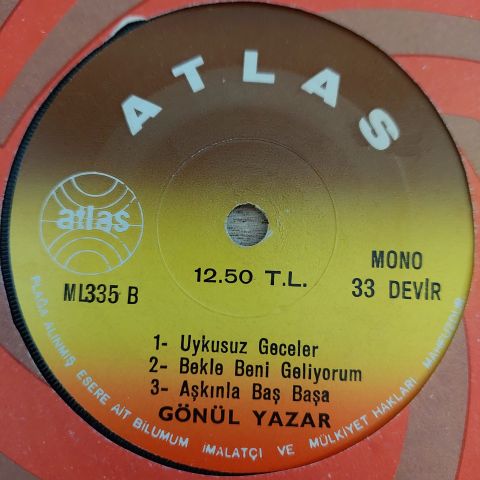 ATLAS
atlas
12.50 T.L.
MONO
ML335 B
33 DEVİR
1- Uykusuz Geceler
2- Bekle Beni Geliyorum
3- Aşkınla Baş Başa
GÖNÜL YAZAR
PLAĞA ALINMIŞ ESERE AİT BİLUMUM İMALATÇI VE MÜLKİYET HAKLARI MAHFUZDUR